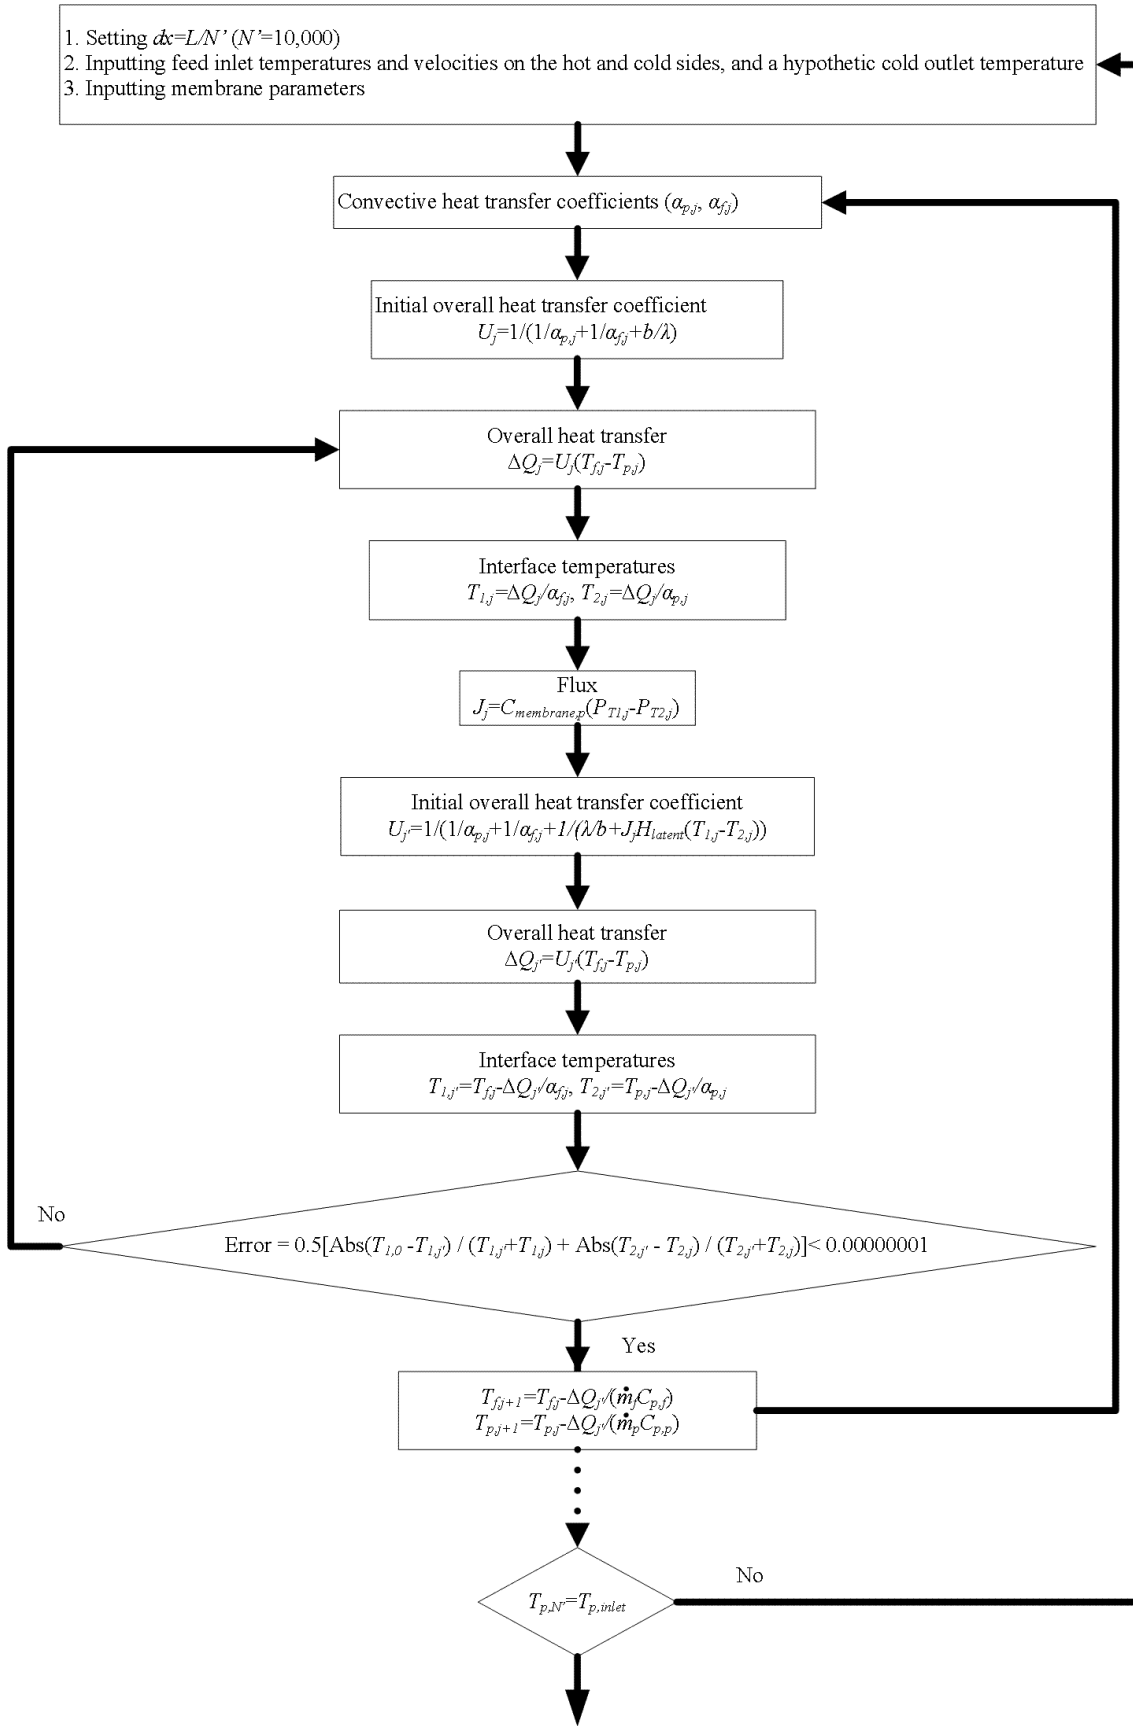 1. Setting dx=L/N’ (N’=10,000)
2. Inputting feed inlet temperatures and velocities on the hot and cold sides, and a hypothetic cold outlet temperature
3. Inputting membrane parameters
Convective heat transfer coefficients (αp,j, αf,j)
Initial overall heat transfer coefficient
Uj=1/(1/αp,j+1/αf,j+b/λ)
Overall heat transfer
ΔQj=Uj(Tf,j-Tp,j)
Interface temperatures
T1,j=ΔQj/αf,j, T2,j=ΔQj/αp,j
Flux
Jj=Cmembrane,p(PT1,j-PT2,j)
Initial overall heat transfer coefficient
Uj'=1/(1/αp,j+1/αf,j+1/(λ/b+JjHlatent(T1,j-T2,j))
Overall heat transfer
ΔQj'=Uj'(Tf,j-Tp,j)
Interface temperatures
T1,j'=Tf,j-ΔQj'/αf,j, T2,j'=Tp,j-ΔQj'/αp,j
No
Error = 0.5[Abs(T1,0 -T1,j') / (T1,j'+T1,j) + Abs(T2,j' - T2,j) / (T2,j'+T2,j)]< 0.00000001
Yes
Tf,j+1=Tf,j-ΔQj'/(ṁfCp,f)
Tp,j+1=Tp,j-ΔQj'/(ṁpCp,p)
No
Tp,N'=Tp,inlet